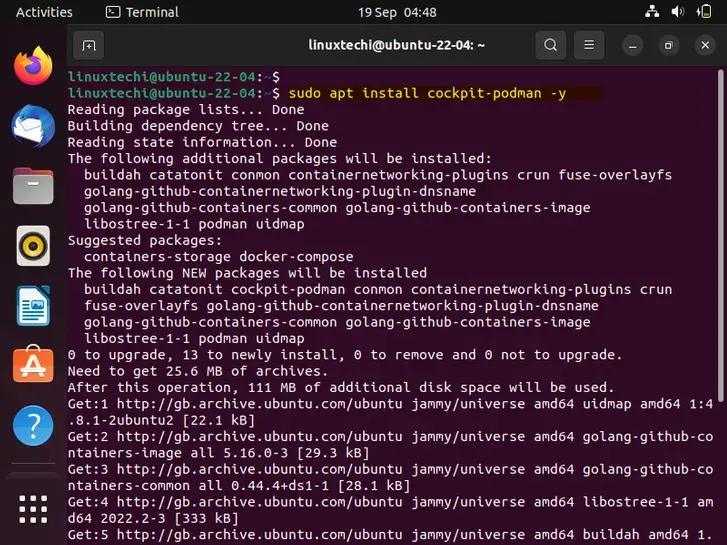 Activities
Terminal
19 Sep 04:48
linuxtechi@ubuntu-22-04: ~
linuxtechi@ubuntu-22-04:~$
linuxtechi@ubuntu-22-04:~$ sudo apt install cockpit-podman -y
Reading package lists... Done
Building dependency tree... Done
Reading state information... Done
The following additional packages will be installed:
buildah catatonit conmon containernetworking-plugins crun fuse-overlayfs
golang-github-containernetworking-plugin-dnsname
golang-github-containers-common golang-github-containers-image
libostree-1-1 podman uidmap
Suggested packages:
containers-storage docker-compose
The following NEW packages will be installed
buildah catatonit cockpit-podman conmon containernetworking-plugins crun
fuse-overlayfs golang-github-containernetworking-plugin-dnsname
golang-github-containers-common golang-github-containers-image
libostree-1-1 podman uidmap
0 to upgrade, 13 to newly install, 0 to remove and 0 not to upgrade.
Need to get 25.6 MB of archives.
After this operation, 111 MB of additional disk space will be used.
Get:1 http://gb.archive.ubuntu.com/ubuntu jammy/universe amd64 uidmap amd64 1:4
.8.1-2ubuntu2 [22.1 kB]
Get:2 http://gb.archive.ubuntu.com/ubuntu jammy/universe amd64 golang-github-co
ntainers-image all 5.16.0-3 [29.3 kB]
Get:3 http://gb.archive.ubuntu.com/ubuntu jammy/universe amd64 golang-github-co
ntainers-common all 0.44.4+ds1-1 [28.1 kB]
Get:4 http://gb.archive.ubuntu.com/ubuntu jammy/universe amd64 libostree-1-1 am
d64 2022.2-3 [333 kB]
Get:5 http://gb.archive.ubuntu.com/ubuntu jammy/universe amd64 buildah amd64 1.